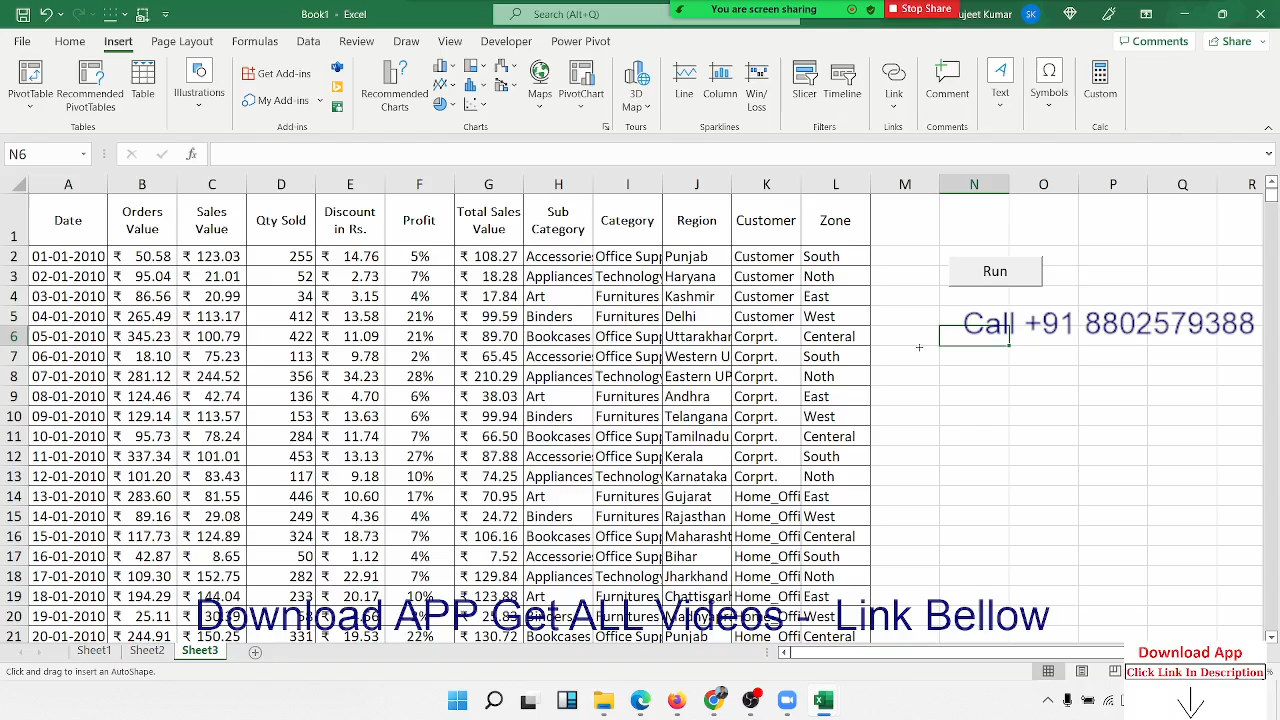 Book1 - Excel
Search (Alt+Q)
You are screen sharing
Stop Share
ujeet Kumar
SK
File Home Insert Page Layout Formulas Data Review View Automate Developer Power Pivot
Comments Share
PivotTable Recommended PivotTables Table
Illustrations
Get Add-ins
My Add-ins
Recommended Charts
Maps PivotChart
3D Map
Line Column Win/Loss
Slicer Timeline
Link
Comment
Text
Symbols
Custom
Tables Add-ins Charts Tours Sparklines Filters Links Comments Calc
N6
fx
A B C D E F G H I J K L M N O P Q R
1 Date Orders Value Sales Value Qty Sold Discount in Rs. Profit Total Sales Value Sub Category Category Region Customer Zone
2 01-01-2010 ₹ 50.58 ₹ 123.03 255 ₹ 14.76 5% ₹ 108.27 Accessorie Office Supp Punjab Customer South
3 02-01-2010 ₹ 95.04 ₹ 21.01 52 ₹ 2.73 7% ₹ 18.28 Appliances Technology Haryana Customer Noth
4 03-01-2010 ₹ 86.56 ₹ 20.99 34 ₹ 3.15 4% ₹ 17.84 Art Furnitures Kashmir Customer East
5 04-01-2010 ₹ 265.49 ₹ 113.17 412 ₹ 13.58 21% ₹ 99.59 Binders Furnitures Delhi Customer West
6 05-01-2010 ₹ 345.23 ₹ 100.79 422 ₹ 11.09 21% ₹ 89.70 Bookcases Office Supp Uttarakhan Corprt. Centeral
7 06-01-2010 ₹ 18.10 ₹ 75.23 113 ₹ 9.78 2% ₹ 65.45 Accessorie Office Supp Western U Corprt. South
8 07-01-2010 ₹ 281.12 ₹ 244.52 356 ₹ 34.23 28% ₹ 210.29 Appliances Technology Eastern UP Corprt. Noth
9 08-01-2010 ₹ 124.46 ₹ 42.74 136 ₹ 4.70 6% ₹ 38.03 Art Furnitures Andhra Corprt. East
10 09-01-2010 ₹ 129.14 ₹ 113.57 153 ₹ 13.63 6% ₹ 99.94 Binders Furnitures Telangana Corprt. West
11 10-01-2010 ₹ 95.73 ₹ 78.24 284 ₹ 11.74 7% ₹ 66.50 Bookcases Office Supp Tamilnadu Corprt. Centeral
12 11-01-2010 ₹ 337.34 ₹ 101.01 453 ₹ 13.13 27% ₹ 87.88 Accessorie Office Supp Kerala Corprt. South
13 12-01-2010 ₹ 101.20 ₹ 83.43 117 ₹ 9.18 10% ₹ 74.25 Appliances Technology Karnataka Corprt. Noth
14 13-01-2010 ₹ 283.60 ₹ 81.55 446 ₹ 10.60 17% ₹ 70.95 Art Furnitures Gujarat Home_Offi East
15 14-01-2010 ₹ 89.16 ₹ 29.08 249 ₹ 4.36 4% ₹ 24.72 Binders Furnitures Rajasthan Home_Offi West
16 15-01-2010 ₹ 117.73 ₹ 124.89 324 ₹ 18.73 7% ₹ 106.16 Bookcases Office Supp Maharasht Home_Offi Centeral
17 16-01-2010 ₹ 42.87 ₹ 8.65 50 ₹ 1.12 4% ₹ 7.52 Accessorie Office Supp Bihar Home_Offi South
18 17-01-2010 ₹ 109.30 ₹ 152.75 282 ₹ 22.91 7% ₹ 129.84 Appliances Technology Jharkhand Home_Offi Noth
19 18-01-2010 ₹ 194.29 ₹ 144.04 233 ₹ 20.17 10% ₹ 123.88 Art Furnitures Chattisgarh Home_Offi East
20 19-01-2010 ₹ 25.11 West
21 20-01-2010 ₹ 244.91 ₹ 150.25 331 ₹ 19.53 22% ₹ 130.72 Bookcases Office Supp Punjab Home_Offi Centeral
Run
Call +91 8802579388
Download APP Get ALL Videos - Link Bellow
Sheet1 Sheet2 Sheet3
Click and drag to insert an AutoShape.
Download App
Click Link In Description